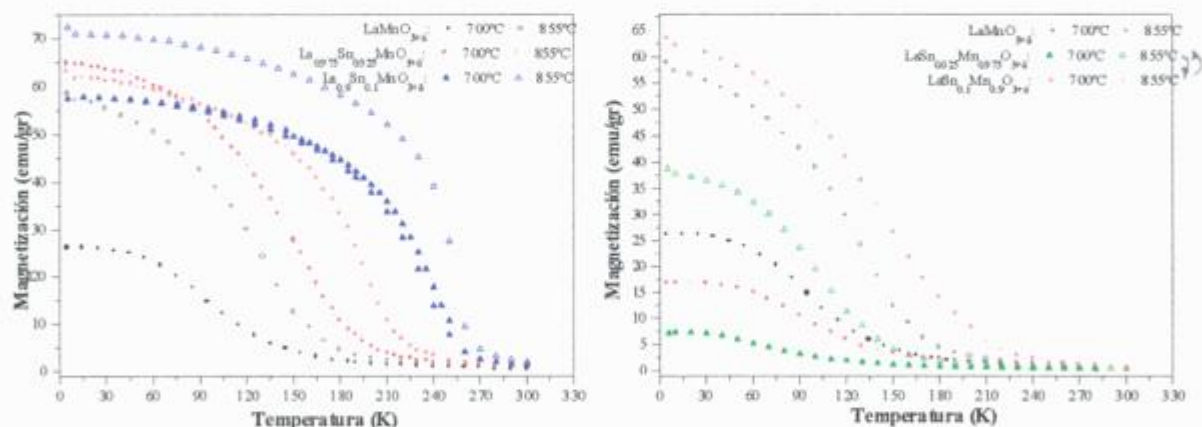 LaMnO3+δ: 700ºC 855ºC
La0.975Sn0.025MnO3+δ: 700ºC 855ºC
La0.9Sn0.1MnO3+δ: 700ºC 855ºC
Magnetización (emu/gr)
70
60
50
40
30
20
10
0
0 30 60 90 120 150 180 210 240 270 300 330
Temperatura (K)
LaMnO3+δ: 700ºC 855ºC
LaSn0.025Mn0.975O3+δ: 700ºC 855ºC
LaSn0.1Mn0.9O3+δ: 700ºC 855ºC
Magnetización (emu/gr)
65
60
55
50
45
40
35
30
25
20
15
10
5
0
0 30 60 90 120 150 180 210 240 270 300 330
Temperatura (K)